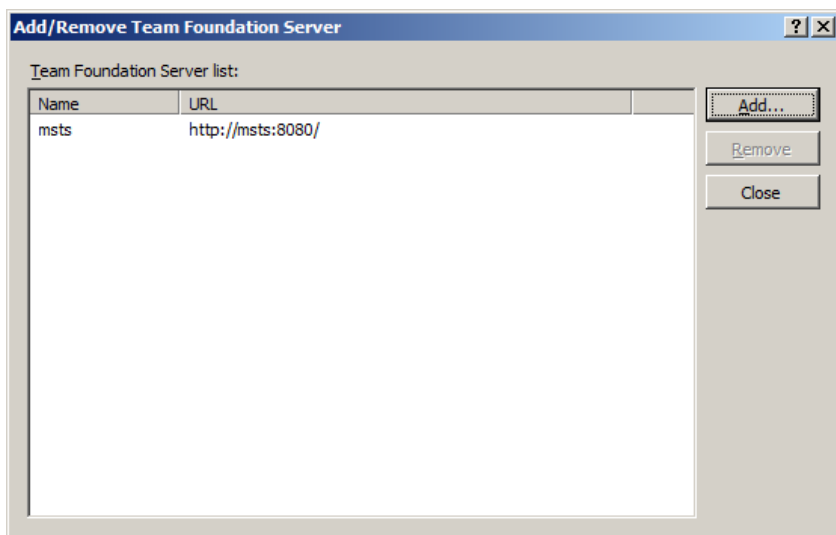 Add/Remove Team Foundation Server
Team Foundation Server list:
Name URL
msts http://msts:8080/
Add...
Remove
Close